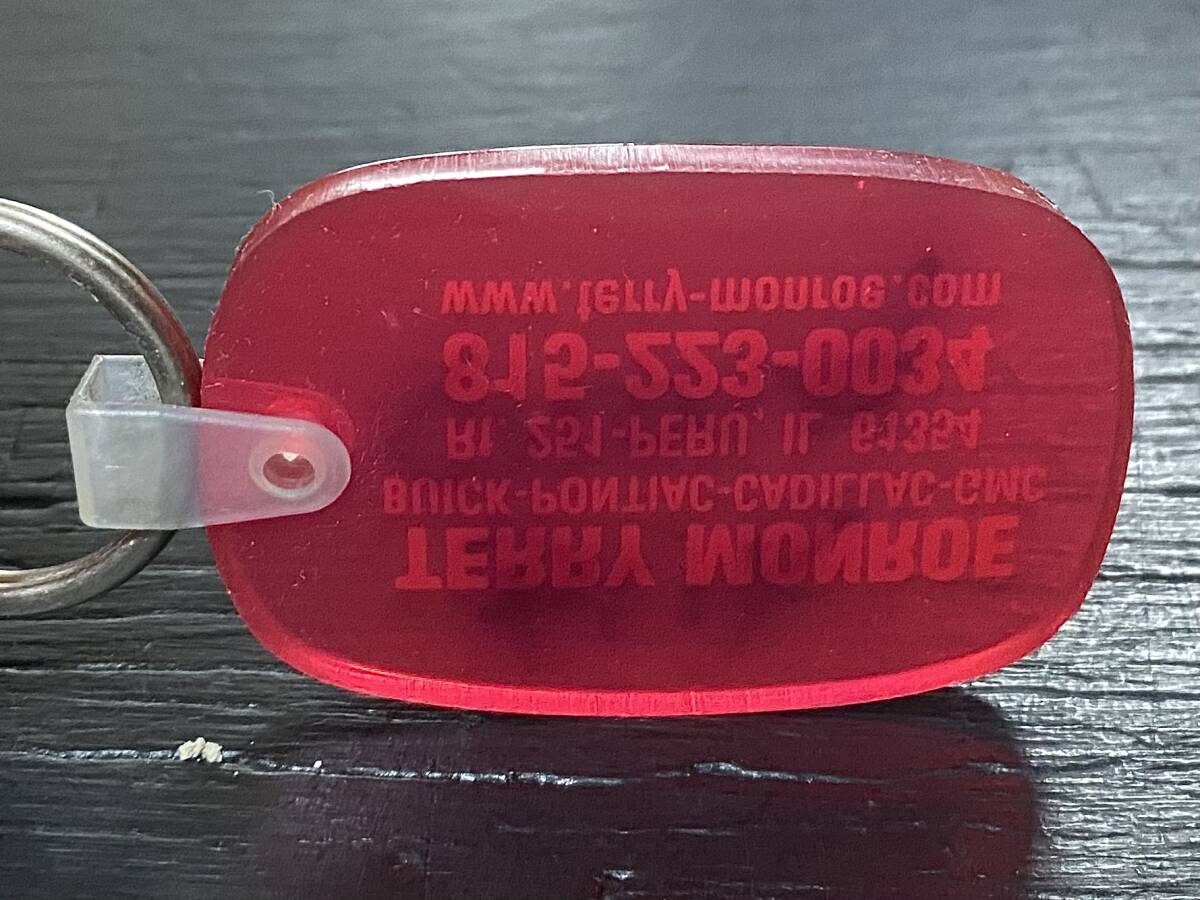 TERRY MONROE
BUICK-PONTIAC-CADILLAC-GMC
Rt. 251-PERU, IL 61354
815-223-0034
www.terry-monroe.com